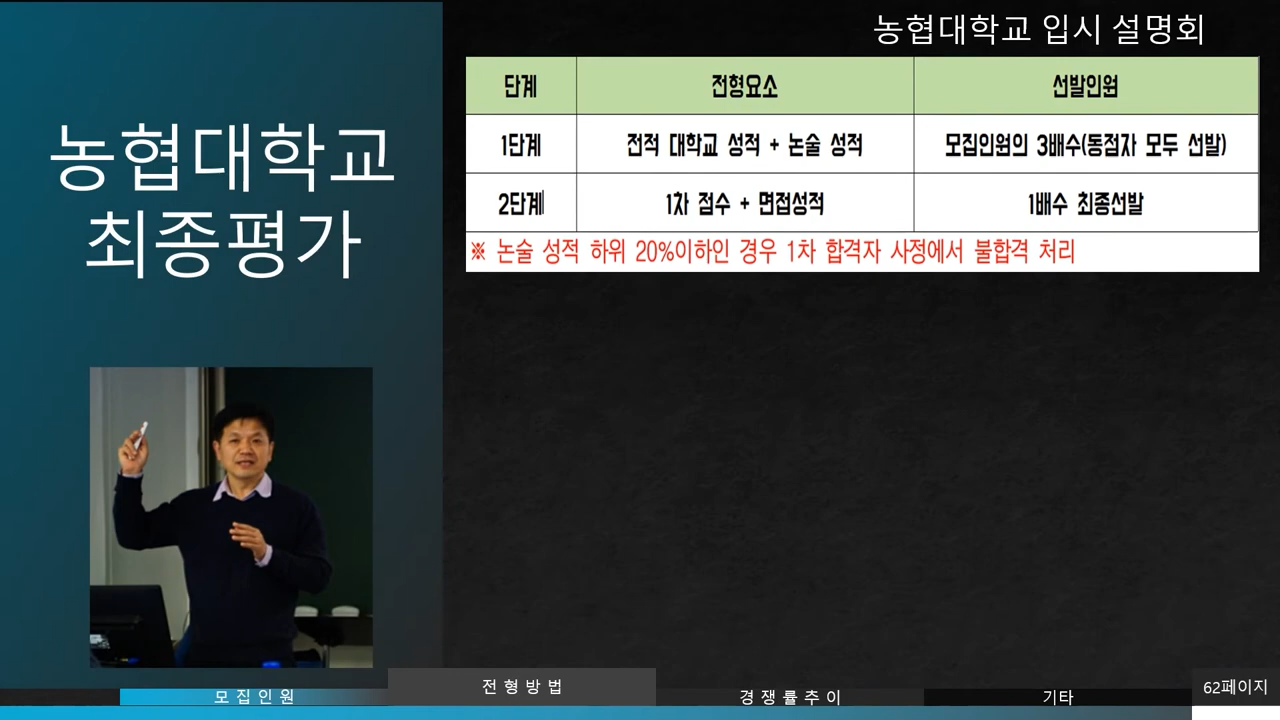 농협대학교 입시 설명회
농협대학교
최종평가
단계 전형요소 선발인원
1단계 전적 대학교 성적 + 논술 성적 모집인원의 3배수(동점자 모두 선발)
2단계 1차 점수 + 면접성적 1배수 최종선발
※ 논술 성적 하위 20%이하인 경우 1차 합격자 사정에서 불합격 처리
모집인원 전형방법 경쟁률추이 기타 62페이지